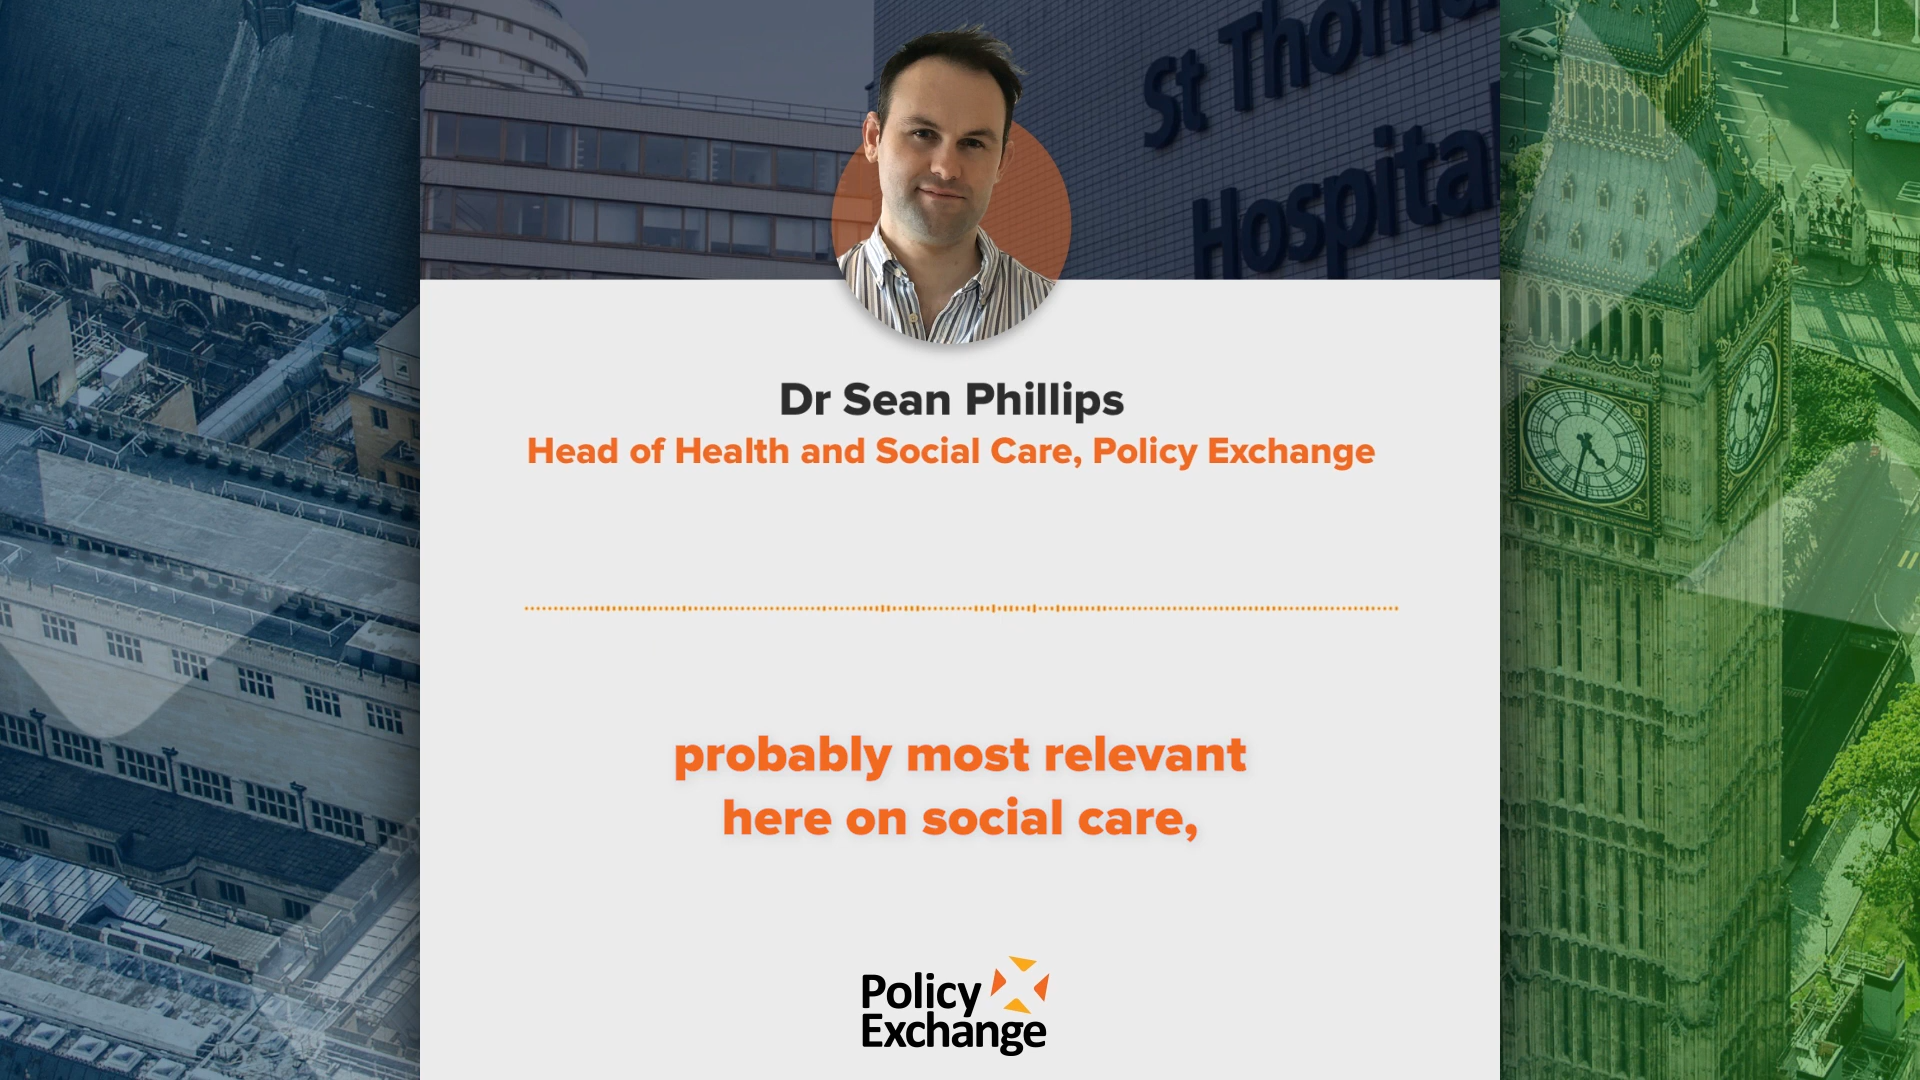 St Thom
Hospital
Dr Sean Phillips
Head of Health and Social Care, Policy Exchange
probably most relevant
here on social care,
Policy
Exchange